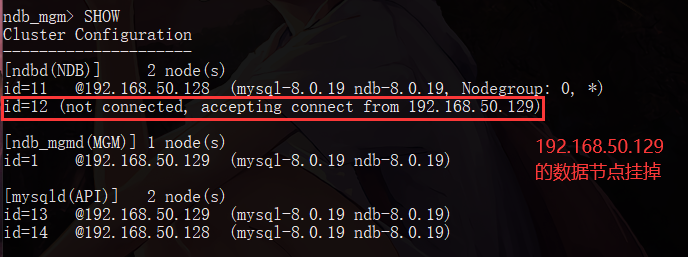 ndb_mgm> SHOW
Cluster Configuration
---------------------
[ndbd(NDB)]     2 node(s)
id=11   @192.168.50.128  (mysql-8.0.19 ndb-8.0.19, Nodegroup: 0, *)
id=12 (not connected, accepting connect from 192.168.50.129)
[ndb_mgmd(MGM)] 1 node(s)
id=1    @192.168.50.129  (mysql-8.0.19 ndb-8.0.19)
192.168.50.129
的数据节点挂掉
[mysqld(API)]   2 node(s)
id=13   @192.168.50.129  (mysql-8.0.19 ndb-8.0.19)
id=14   @192.168.50.128  (mysql-8.0.19 ndb-8.0.19)